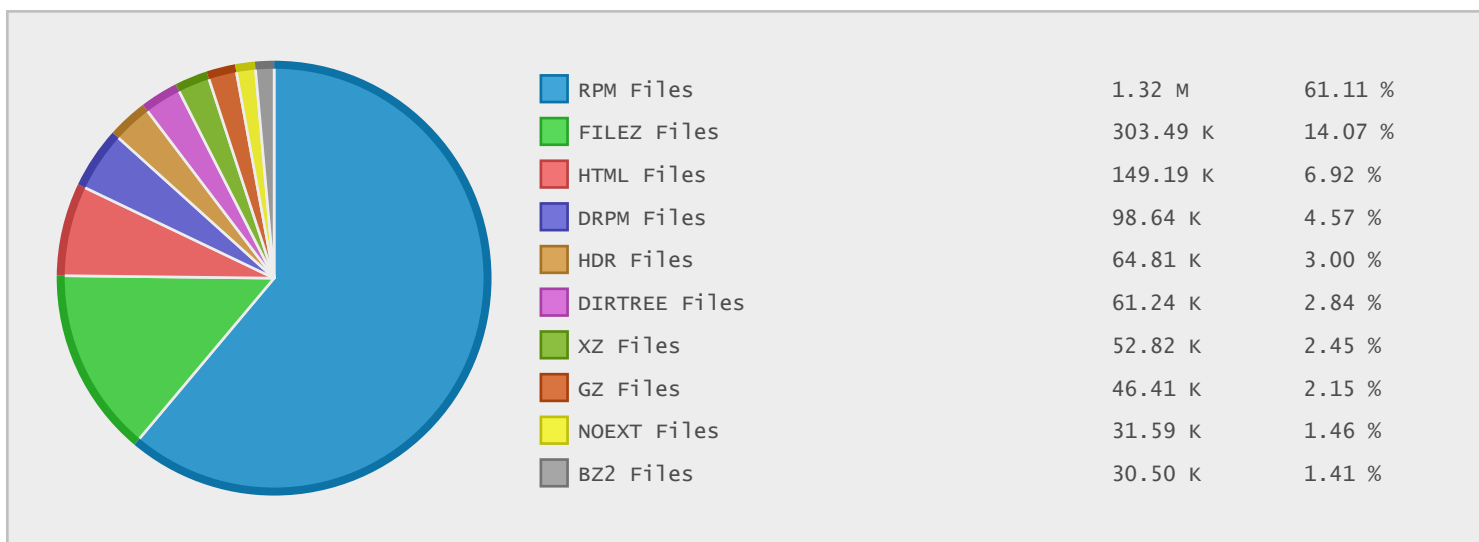 RPM Files 1.32 M 61.11 %
FILEZ Files 303.49 K 14.07 %
HTML Files 149.19 K 6.92 %
DRPM Files 98.64 K 4.57 %
HDR Files 64.81 K 3.00 %
DIRTREE Files 61.24 K 2.84 %
XZ Files 52.82 K 2.45 %
GZ Files 46.41 K 2.15 %
NOEXT Files 31.59 K 1.46 %
BZ2 Files 30.50 K 1.41 %